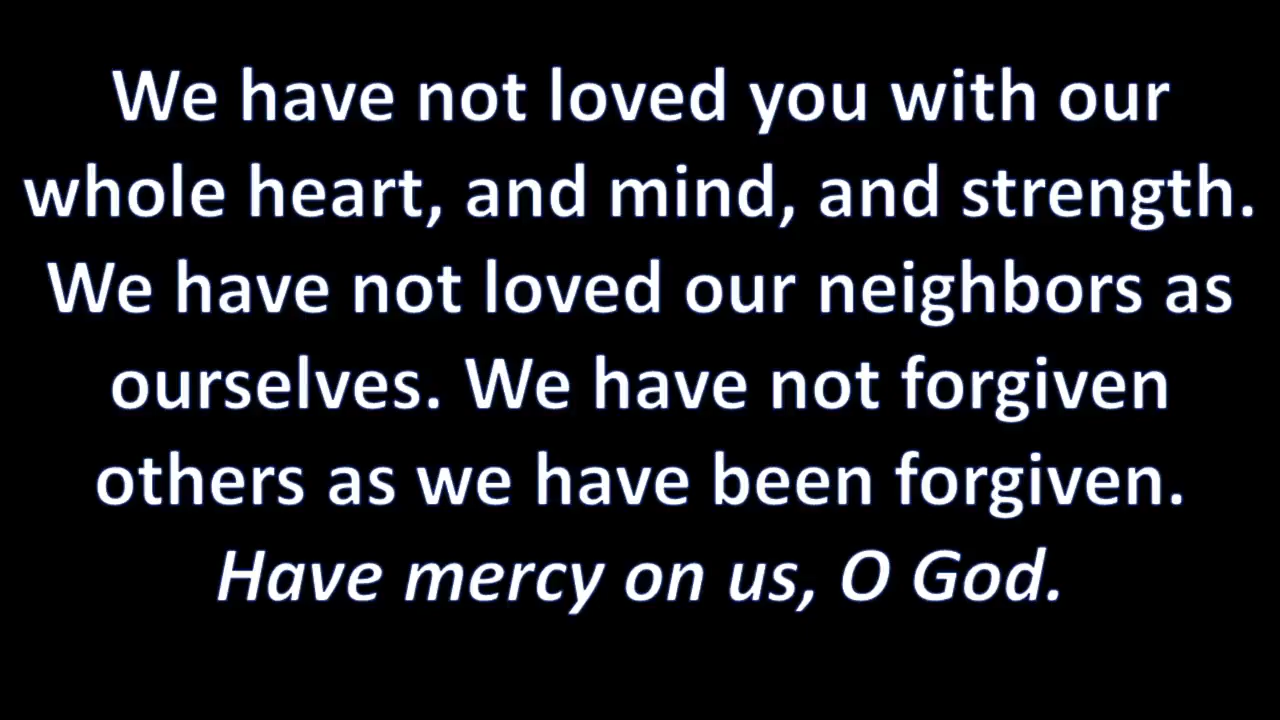 We have not loved you with our
whole heart, and mind, and strength.
We have not loved our neighbors as
ourselves. We have not forgiven
others as we have been forgiven.
Have mercy on us, O God.